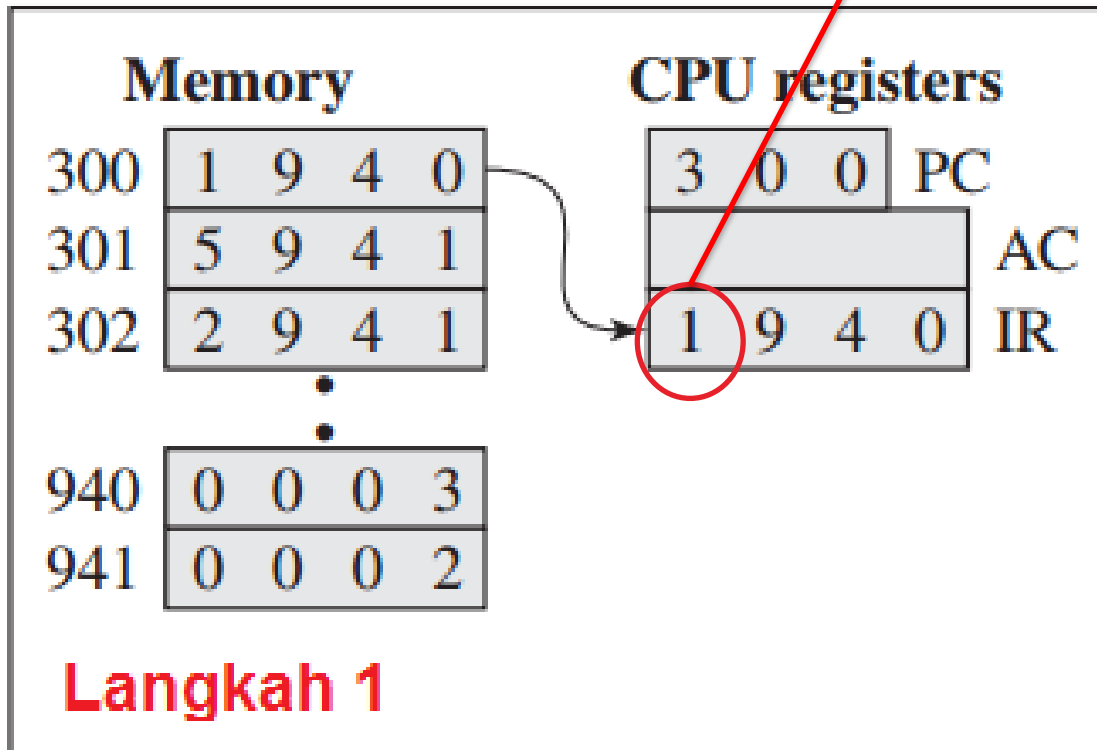 Memory CPU registers
300 1 9 4 0 3 0 0 PC
301 5 9 4 1 AC
302 2 9 4 1 1 9 4 0 IR
940 0 0 0 3
941 0 0 0 2
Langkah 1